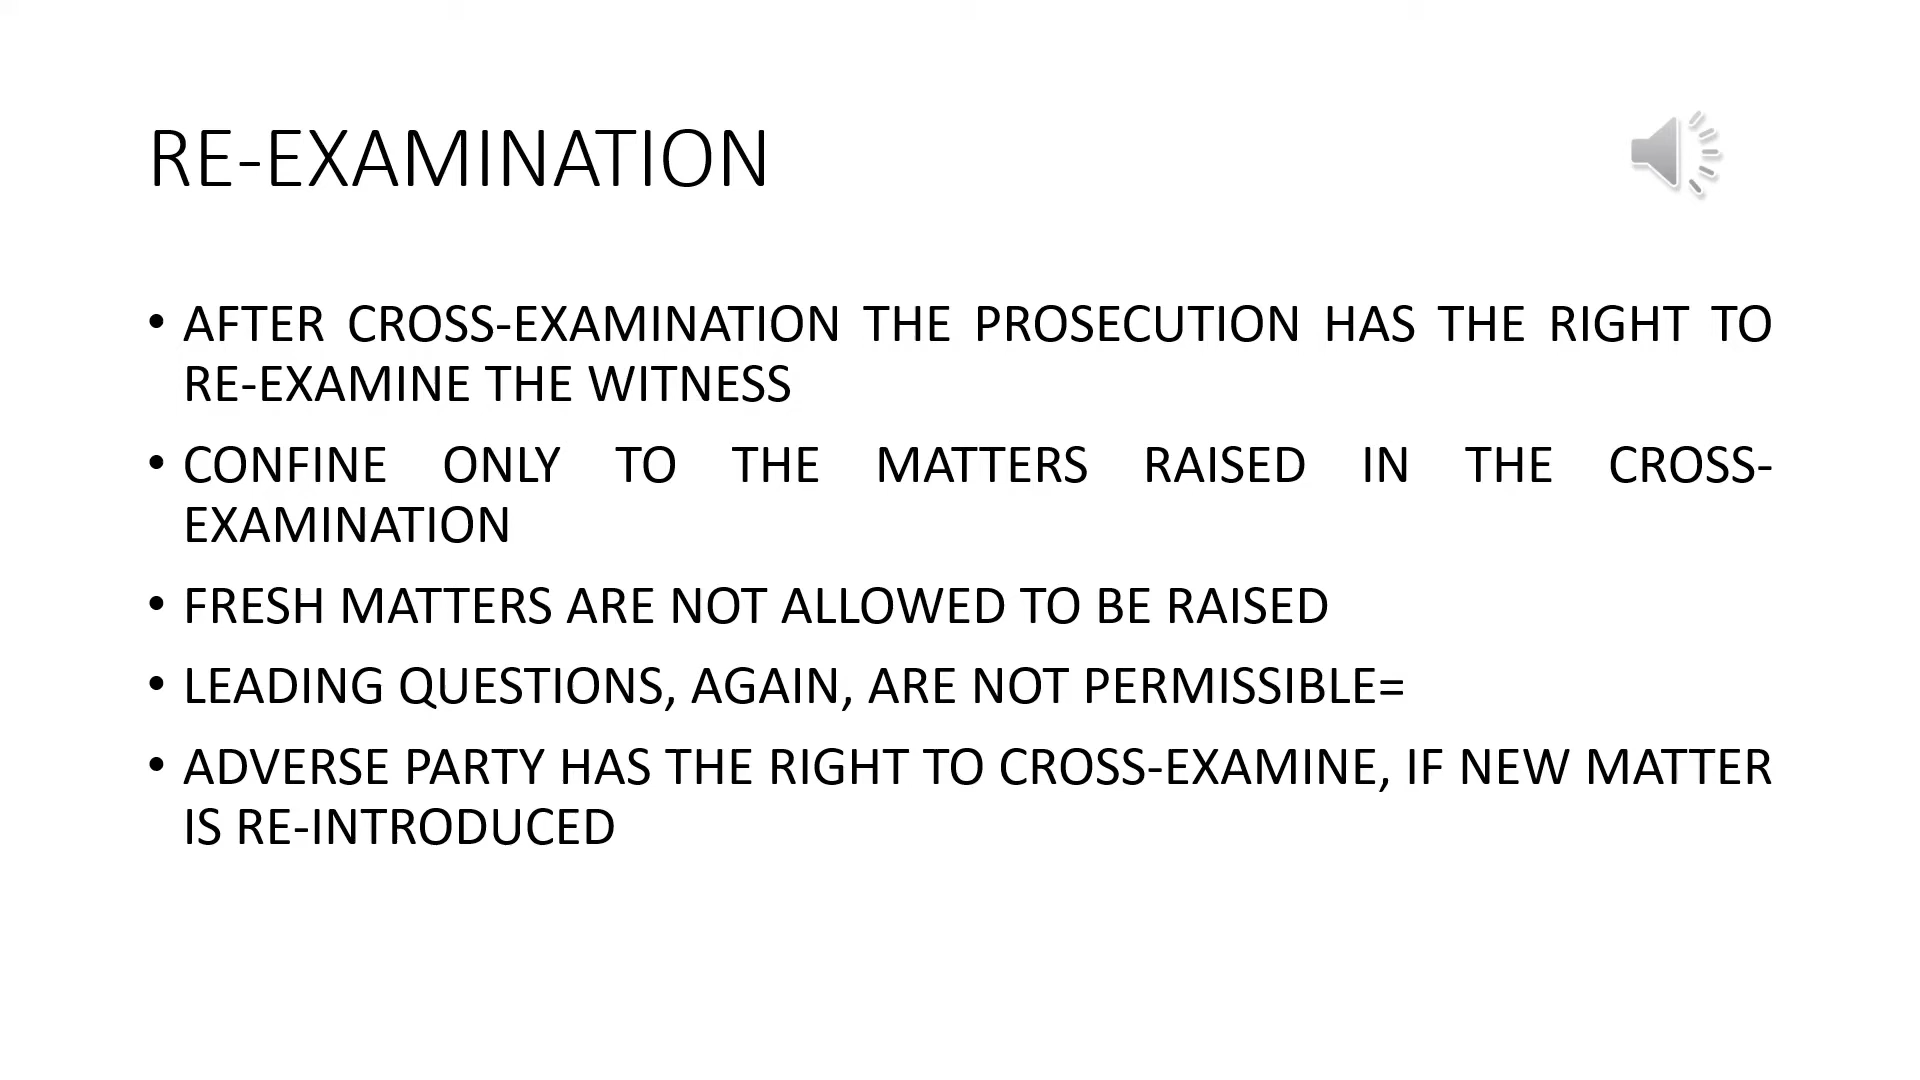 RE-EXAMINATION
• AFTER CROSS-EXAMINATION THE PROSECUTION HAS THE RIGHT TO
RE-EXAMINE THE WITNESS
• CONFINE ONLY TO THE MATTERS RAISED IN THE CROSS-
EXAMINATION
• FRESH MATTERS ARE NOT ALLOWED TO BE RAISED
• LEADING QUESTIONS, AGAIN, ARE NOT PERMISSIBLE=
• ADVERSE PARTY HAS THE RIGHT TO CROSS-EXAMINE, IF NEW MATTER
IS RE-INTRODUCED